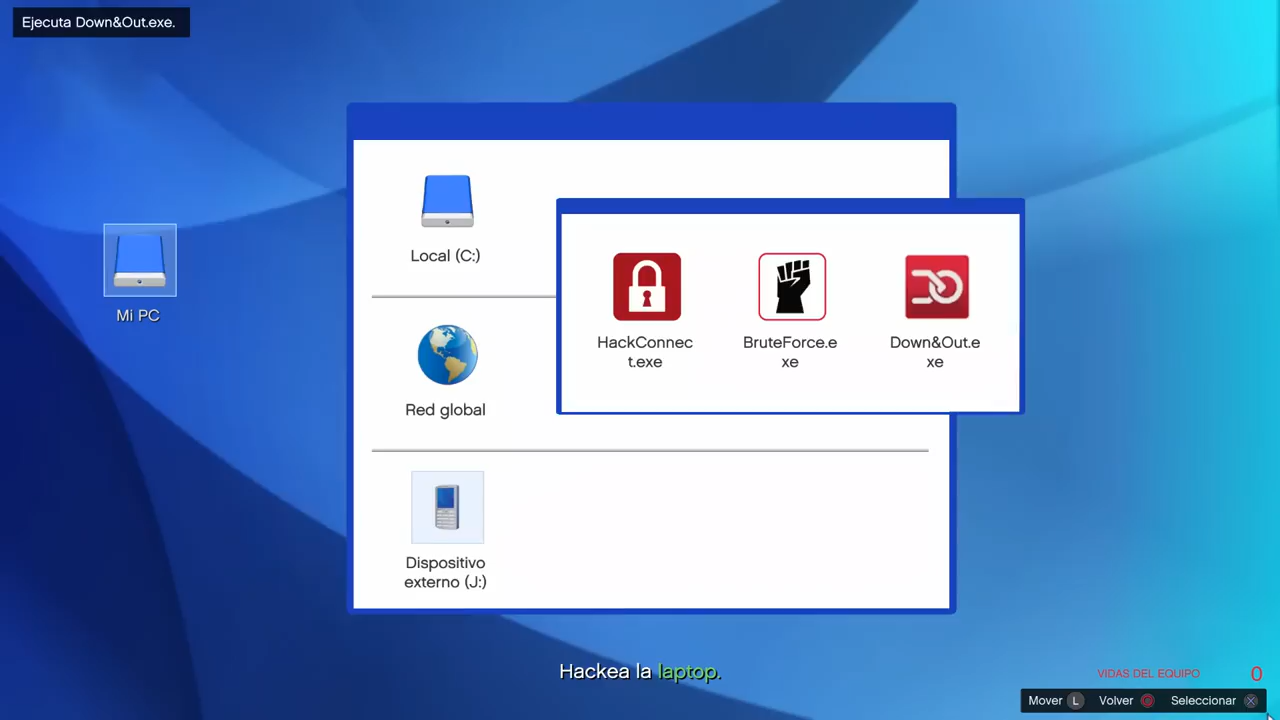 Ejecuta Down&Out.exe.
Local (C:)
Mi PC
HackConnec
t.exe
BruteForce.e
xe
Down&Out.e
xe
Red global
Dispositivo
externo (J:)
Hackea la laptop.
VIDAS DEL EQUIPO 0
Mover L Volver Seleccionar